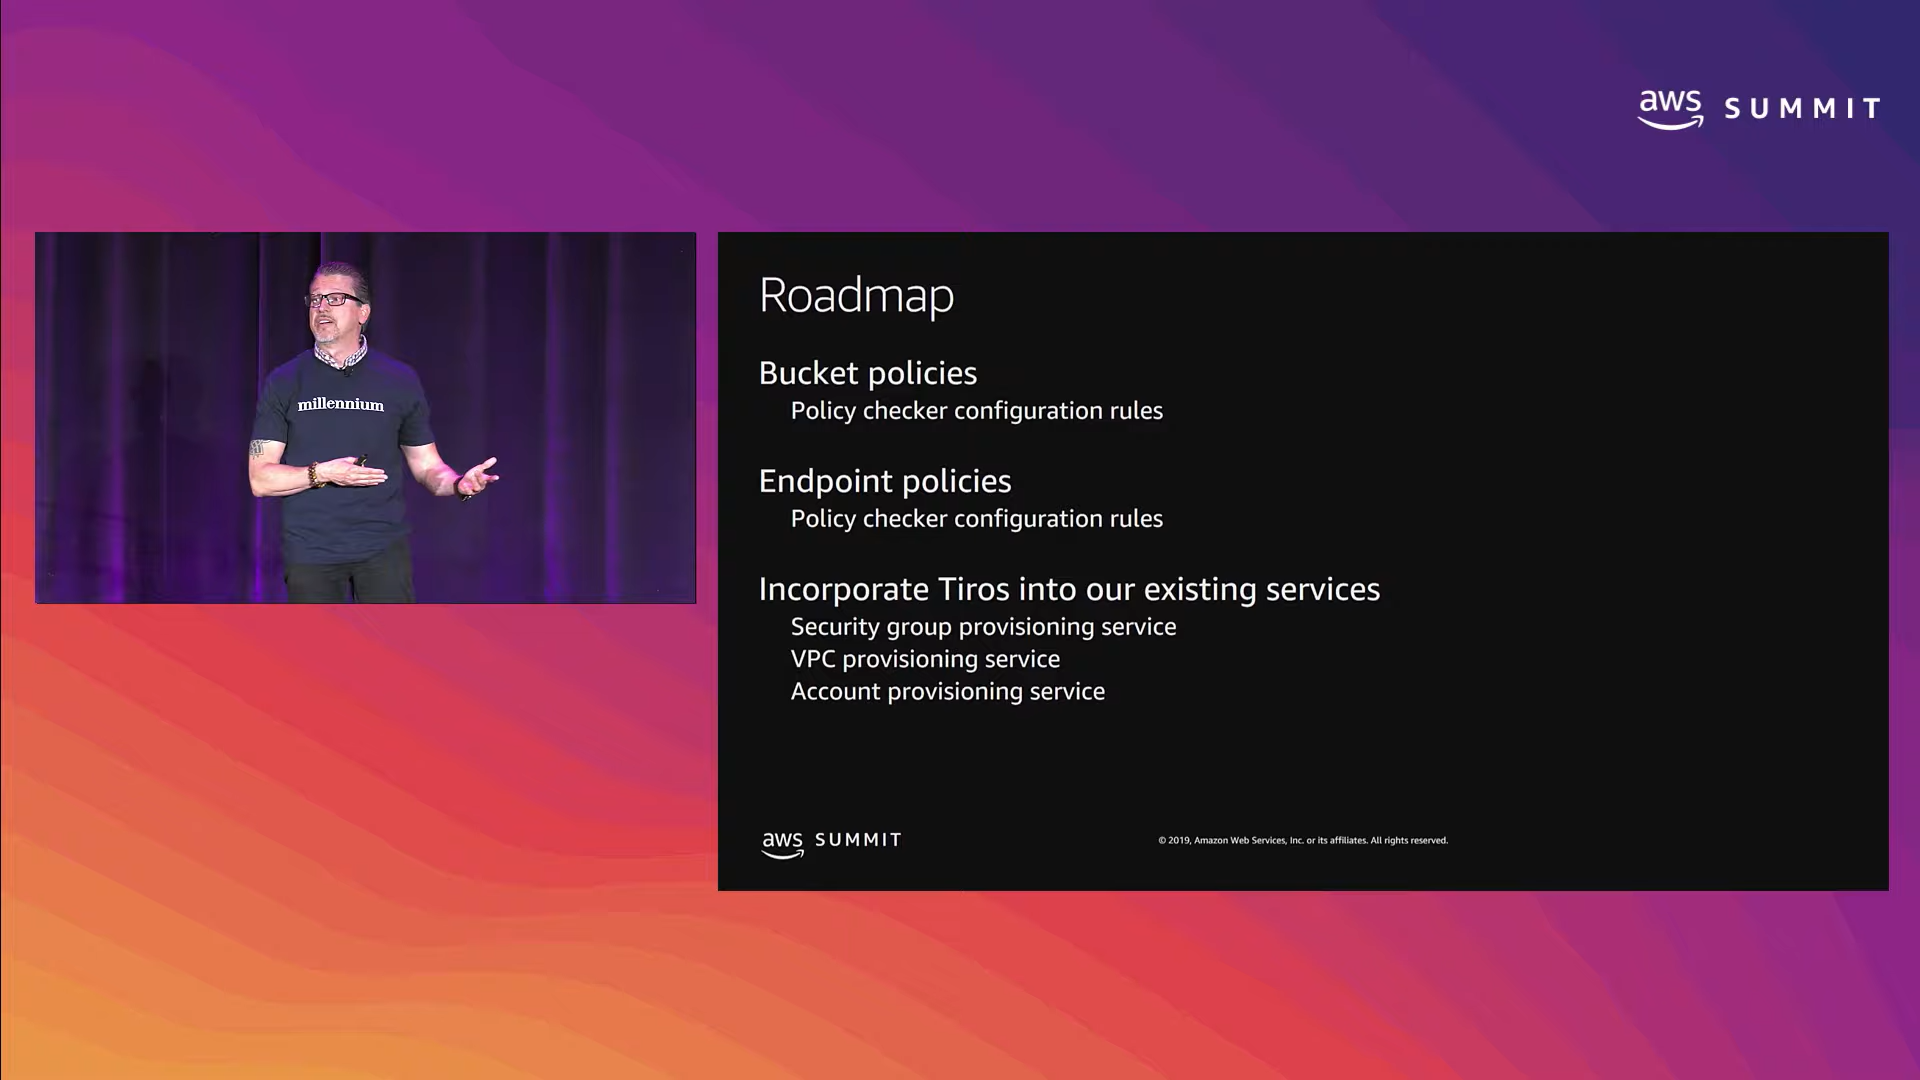 aws SUMMIT
millennium
Roadmap
Bucket policies
Policy checker configuration rules
Endpoint policies
Policy checker configuration rules
Incorporate Tiros into our existing services
Security group provisioning service
VPC provisioning service
Account provisioning service
aws SUMMIT
© 2019, Amazon Web Services, Inc. or its affiliates. All rights reserved.